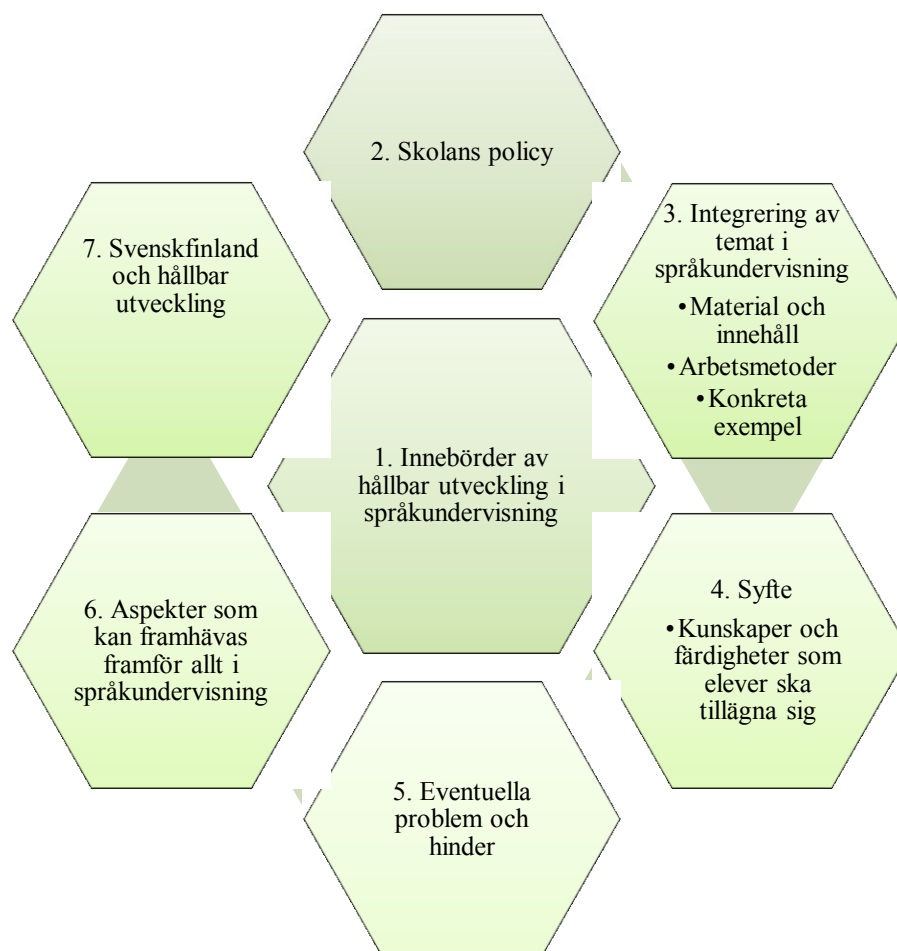 1. Innebörder av
hållbar utveckling i
språkundervisning
2. Skolans policy
3. Integrering av
temat i
språkundervisning
• Material och
innehåll
• Arbetsmetoder
• Konkreta
exempel
4. Syfte
• Kunskaper och
färdigheter som
elever ska
tillägna sig
5. Eventuella
problem och
hinder
6. Aspekter som
kan framhävas
framför allt i
språkundervisning
7. Svenskfinland
och hållbar
utveckling